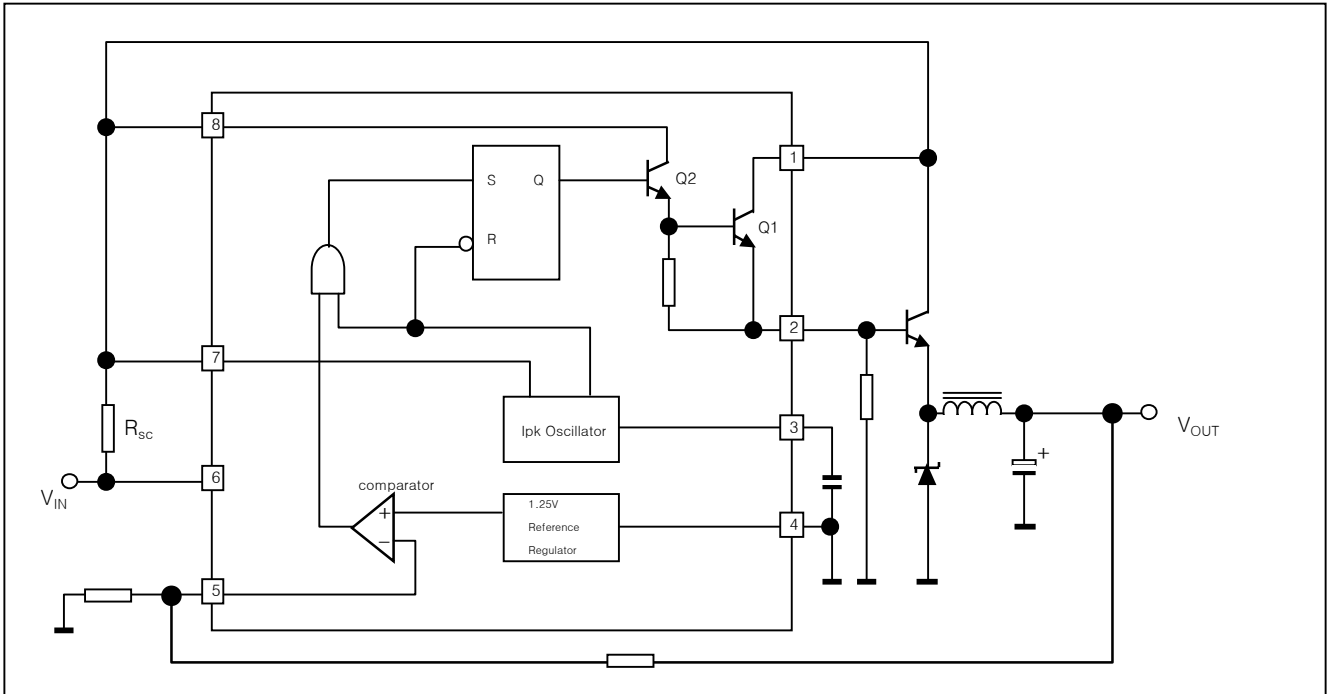 8
1
S Q
Q2
R
Q1
2
7
Ipk Oscillator
3
Rsc
VOUT
+
6
VIN
comparator
1.25V
Reference
Regulator
+
−
4
5